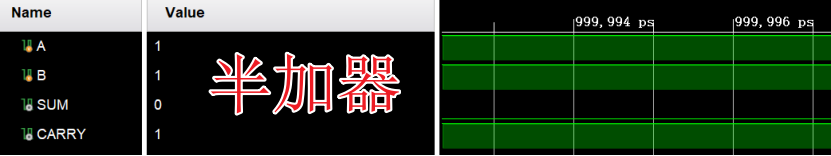 Name Value
999,994 ps 999,996 ps
A 1
B 1
半加器
SUM 0
CARRY 1